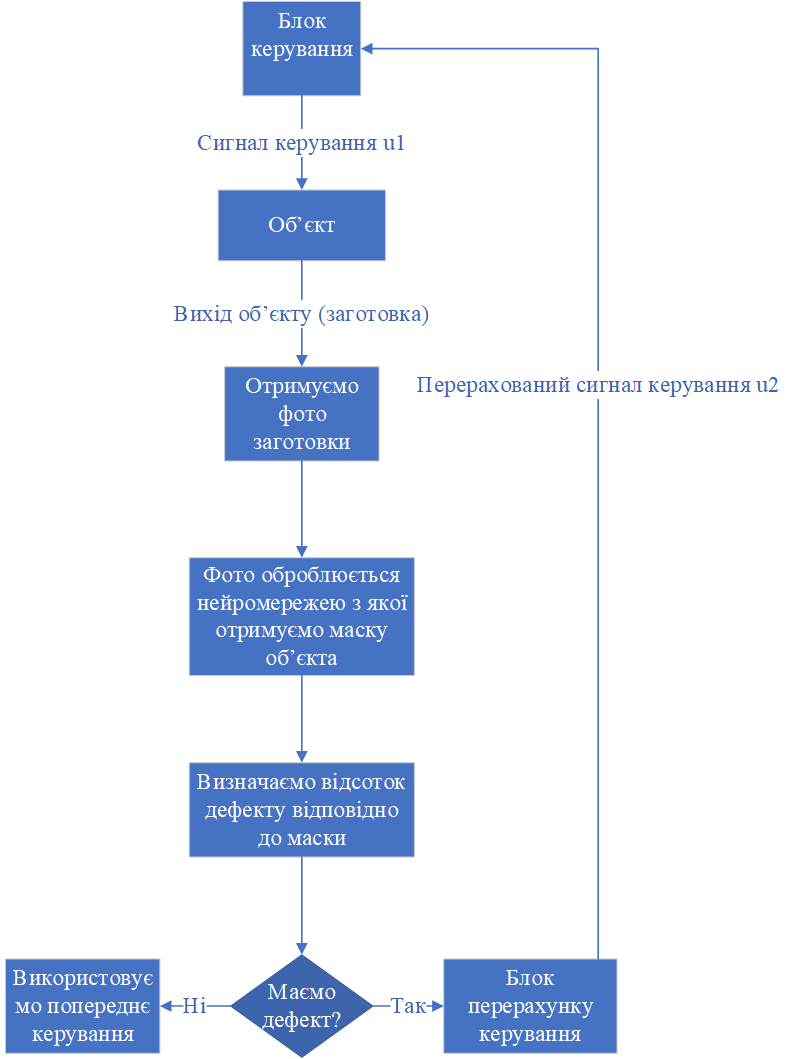 Блок
керування
Сигнал керування u1
Об’єкт
Вихід об’єкту (заготовка)
Отримуємо
фото
заготовки
Перерахований сигнал керування u2
Фото оброблюється
нейромережею з якої
отримуємо маску
об’єкта
Визначаємо відсоток
дефекту відповідно
до маски
Використовує
мо попереднє
керування
Ні
Маємо
дефект?
Так
Блок
перерахунку
керування